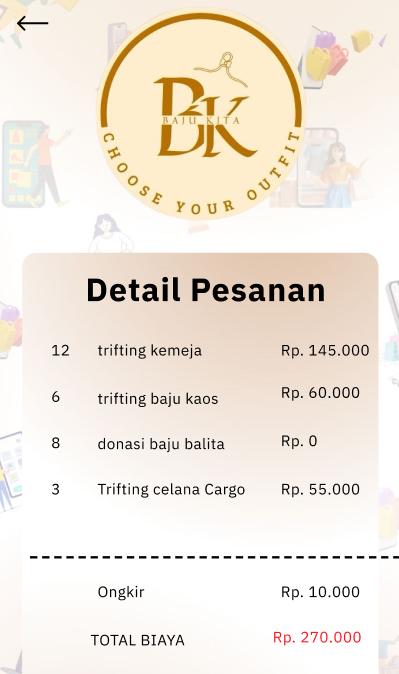 BK
BAJU KITA
CHOOSE YOUR OUTFIT
Detail Pesanan
12 trifting kemeja Rp. 145.000
6 trifting baju kaos Rp. 60.000
8 donasi baju balita Rp. 0
3 Trifting celana Cargo Rp. 55.000
Ongkir Rp. 10.000
TOTAL BIAYA Rp. 270.000